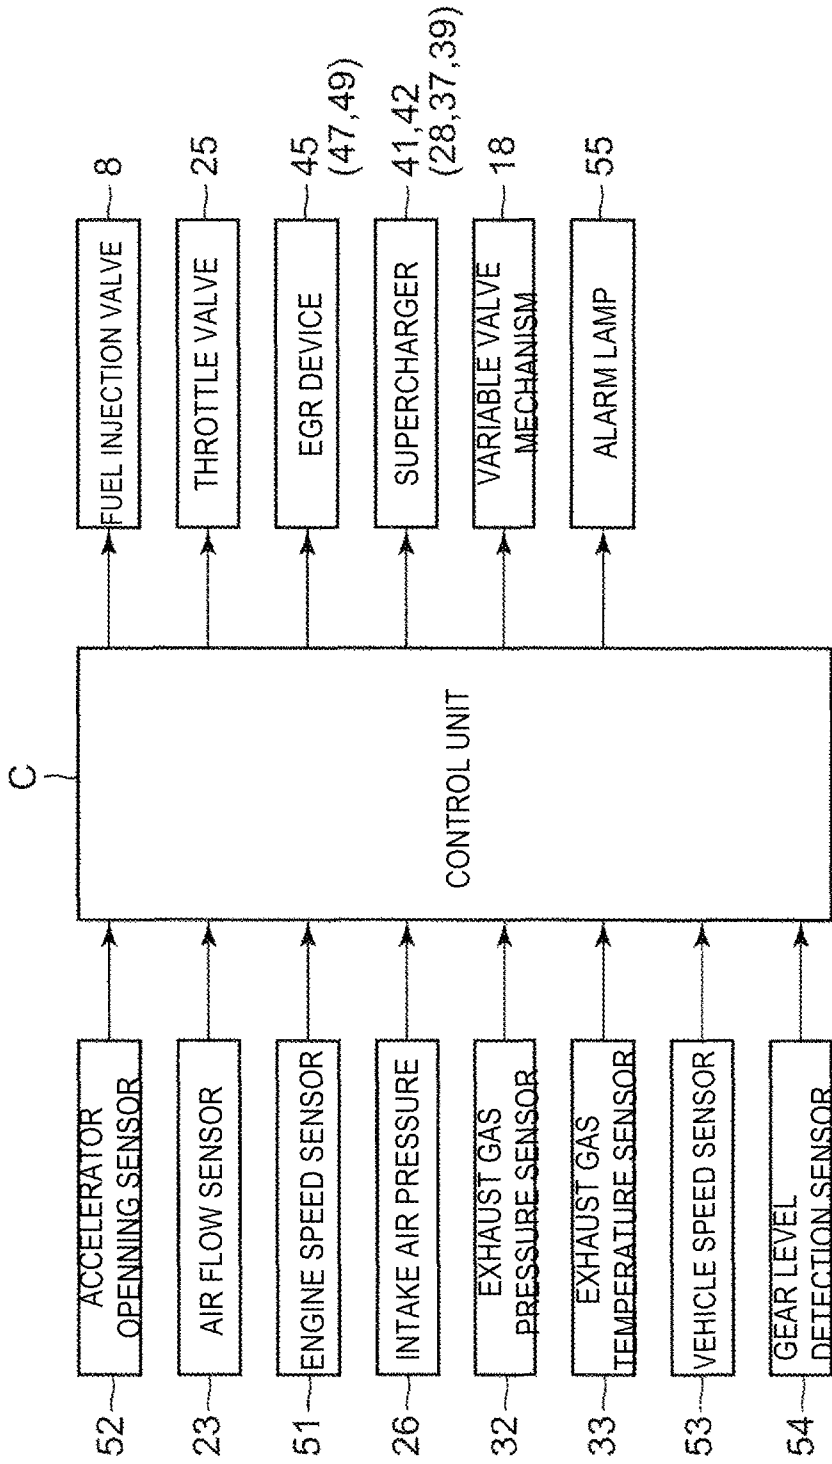 C
52
ACCELERATOR
OPENNING SENSOR
23
AIR FLOW SENSOR
51
ENGINE SPEED SENSOR
26
INTAKE AIR PRESSURE
32
EXHAUST GAS
PRESSURE SENSOR
33
EXHAUST GAS
TEMPERATURE SENSOR
53
VEHICLE SPEED SENSOR
54
GEAR LEVEL
DETECTION SENSOR
CONTROL UNIT
FUEL INJECTION VALVE
8
THROTTLE VALVE
25
EGR DEVICE
45
(47,49)
SUPERCHARGER
41,42
(28,37,39)
VARIABLE VALVE
MECHANISM
18
ALARM LAMP
55